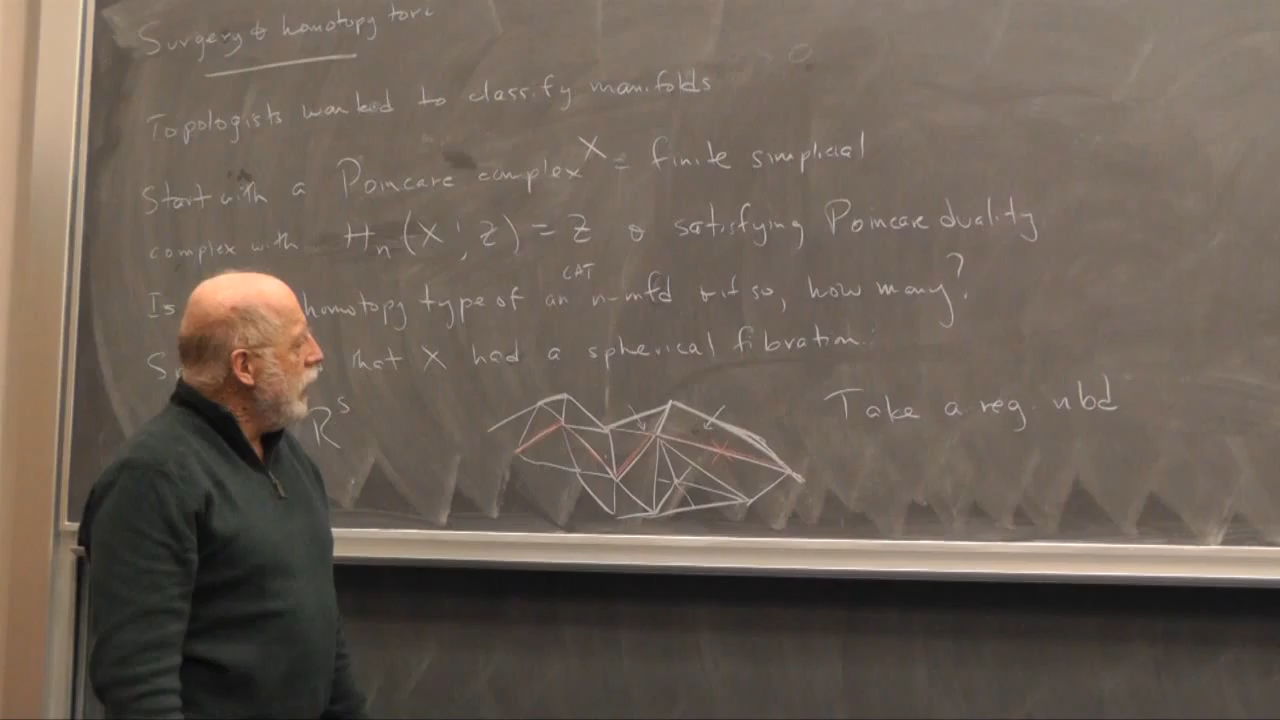 Surgery & homotopy tori
Topologists wanted to classify manifolds
Start with a Poincare complex X = finite simplicial
complex with Hn(X; Z) = Z & satisfying Poincare duality
Is homotopy type of an CAT n-mfd & if so, how many?
that X had a spherical fibration.
R^S
Take a reg. nbd